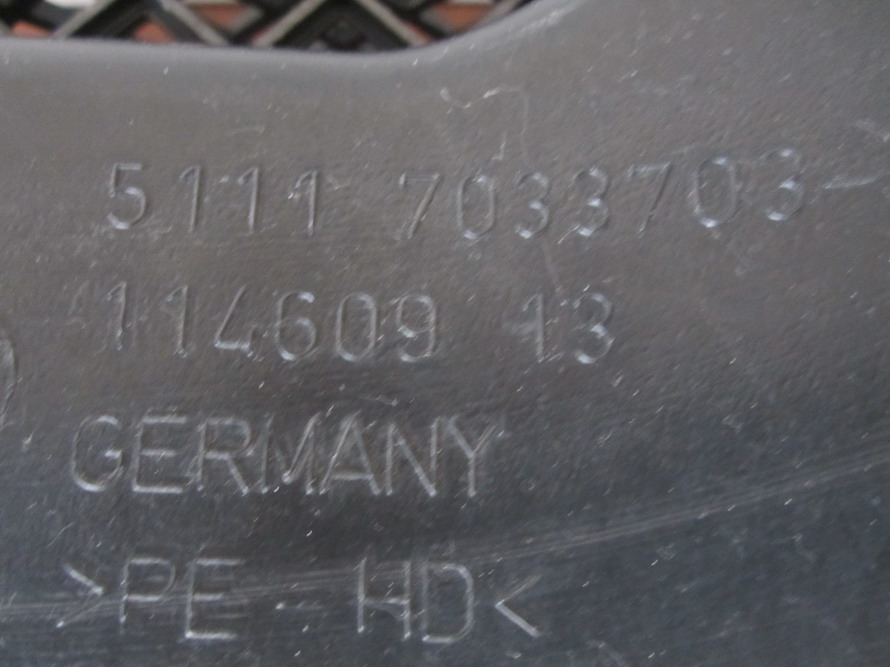 5111 7033703-
114609 13
GERMANY
>PE-HD<